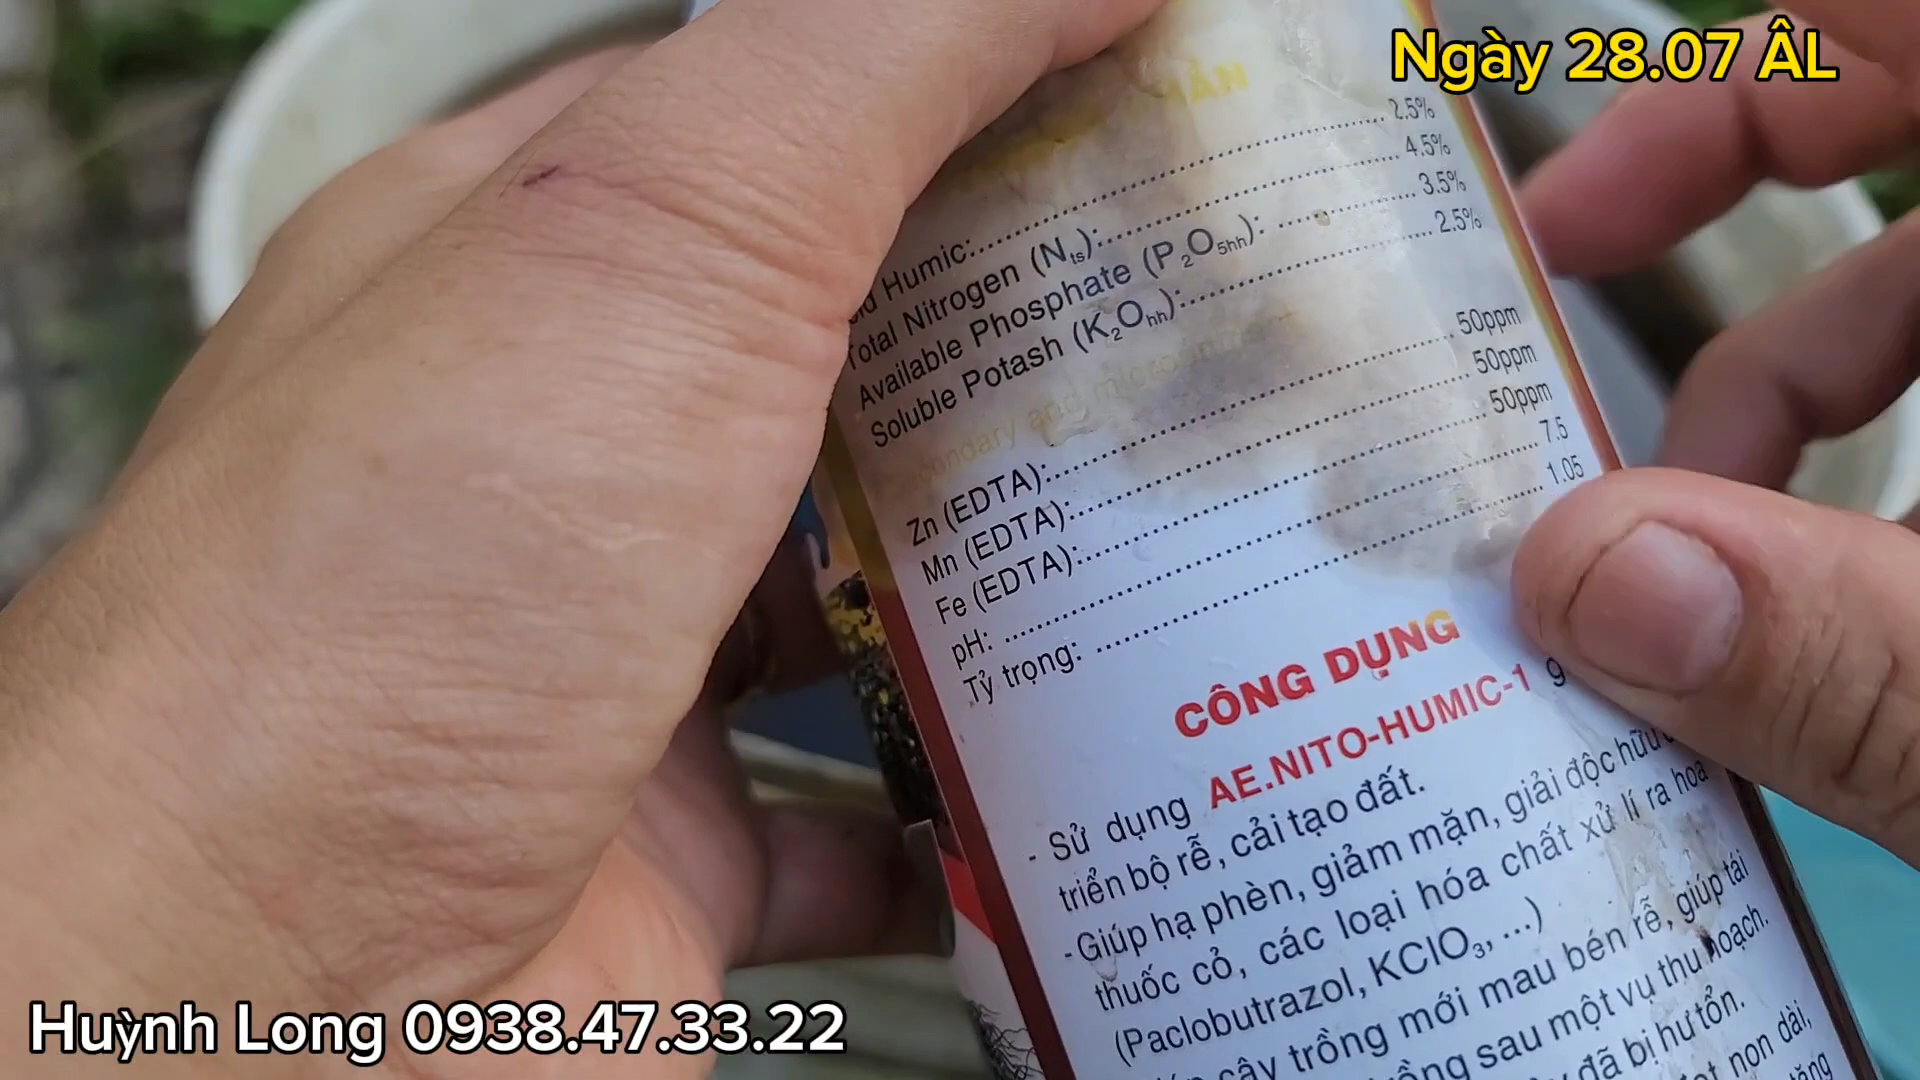 Ngày 28.07 ÂL
Humic:................ 2.5%
Total Nitrogen (Nts):................ 4.5%
Available Phosphate (P2O5hh): ................ 3.5%
Soluble Potash (K2Ohh):................ 2.5%
Zn (EDTA):................ 50ppm
Mn (EDTA):................ 50ppm
Fe (EDTA):................ 50ppm
pH: ................ 7.5
Tỷ trọng: ................ 1.05
CÔNG DỤNG
- Sử dụng AE.NITO-HUMIC-1
triển bộ rễ, cải tạo đất.
-Giúp hạ phèn, giảm mặn, giải độc hữu
thuốc cỏ, các loại hóa chất xử lí ra hoa
(Paclobutrazol, KClO3, ...)
cây trồng mới mau bén rễ, giúp tái
sau một vụ thu hoạch.
đã bị hư tổn.
non dài,
Huỳnh Long 0938.47.33.22